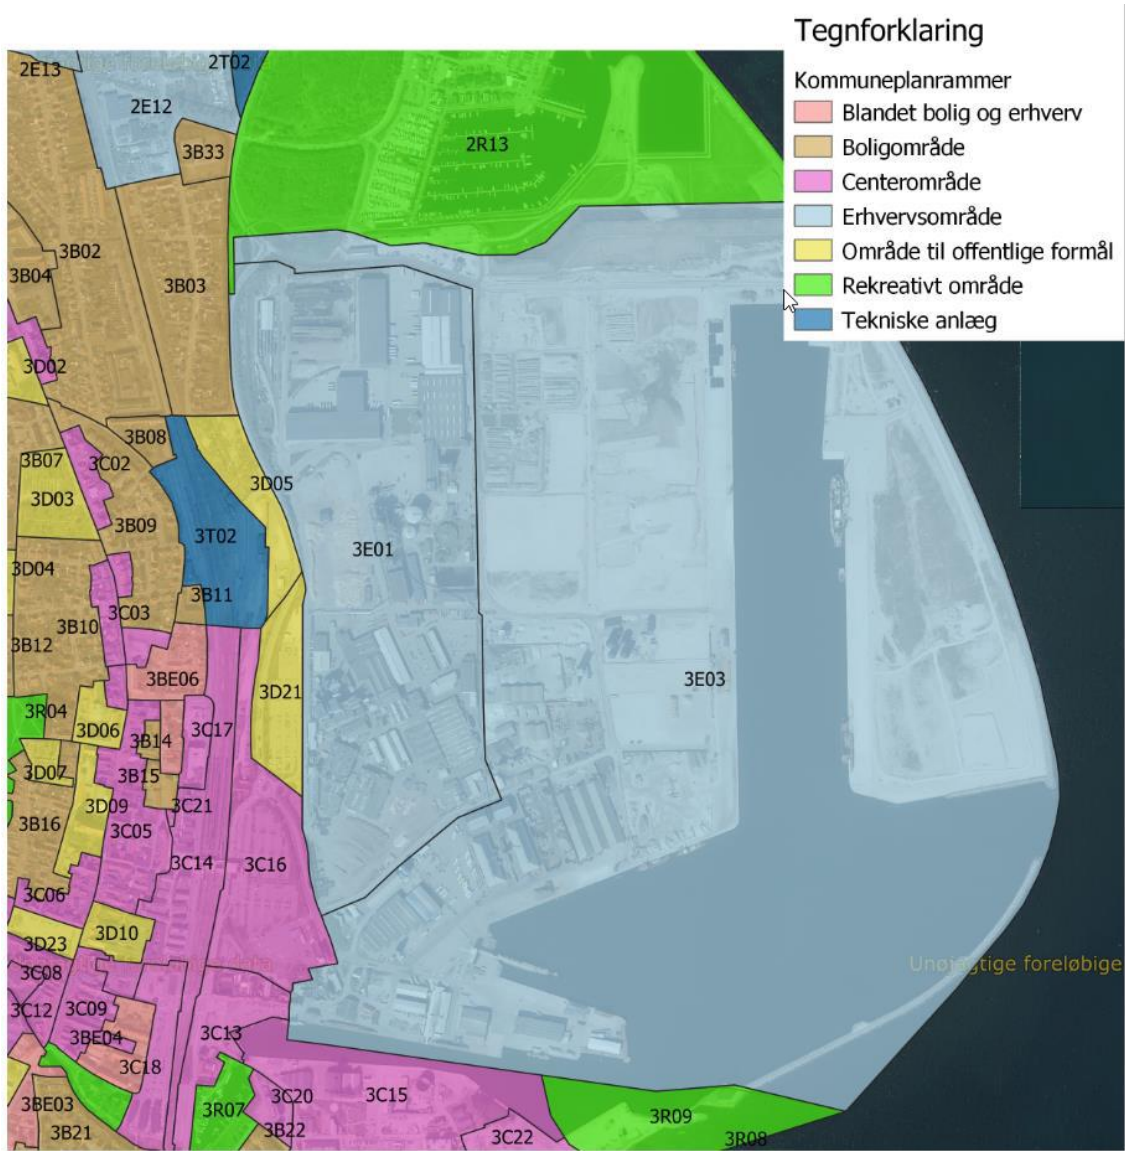 Tegnforklaring
Kommuneplanrammer
Blandet bolig og erhverv
Boligområde
Centerområde
Erhvervsområde
Område til offentlige formål
Rekreativt område
Tekniske anlæg
2E13
2T02
2E12
3B33
2R13
3B02
3B04
3B03
3D02
3B08
3B07
3C02
3D03
3D05
3B09
3T02
3E01
3D04
3B11
3C03
3B10
3B12
3BE06
3E03
3D21
3R04
3D06
3C17
3B14
3D07
3B15
3D09
3C21
3B16
3C05
3C14
3C16
3C06
3D10
3D23
Unøjagtige foreløbige
3C08
3C12
3C09
3C13
3BE04
3C18
3C20
3C15
3BE03
3R07
3R09
3B21
3B22
3C22
3R08